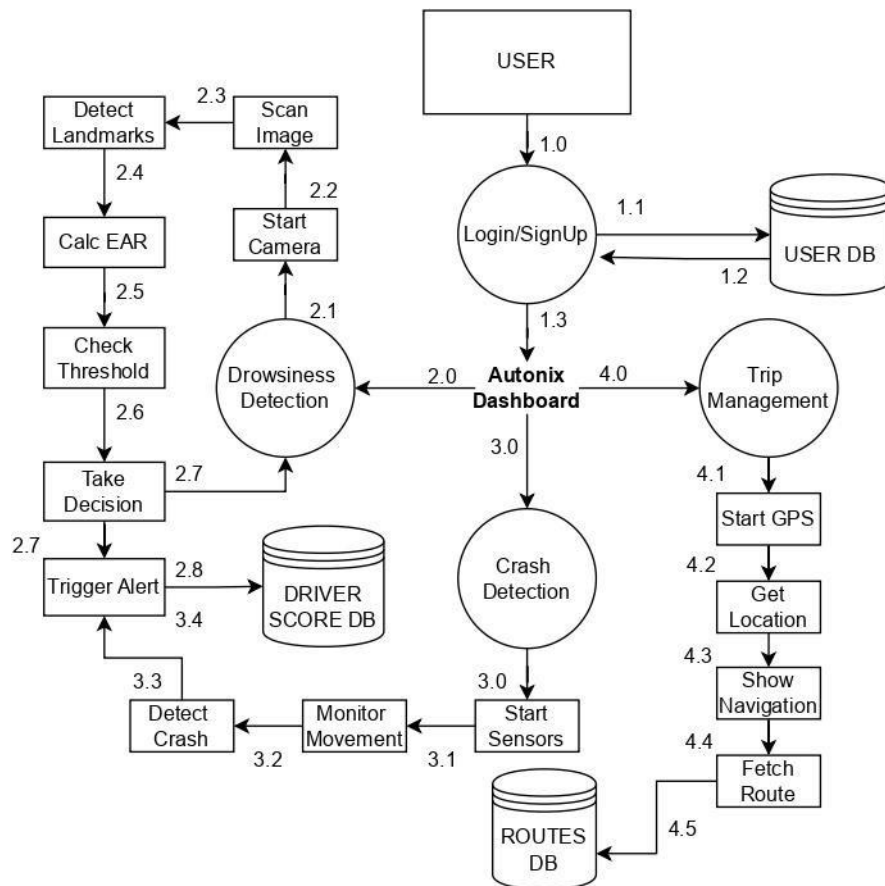 USER
1.0
Login/SignUp
1.1
1.2
USER DB
1.3
Autonix
Dashboard
2.0
Drowsiness
Detection
2.1
Start
Camera
2.2
Scan
Image
2.3
Detect
Landmarks
2.4
Calc EAR
2.5
Check
Threshold
2.6
Take
Decision
2.7
2.7
Trigger Alert
2.8
3.4
DRIVER
SCORE DB
3.0
Crash
Detection
3.0
Start
Sensors
3.1
Monitor
Movement
3.2
Detect
Crash
3.3
4.0
Trip
Management
4.1
Start GPS
4.2
Get
Location
4.3
Show
Navigation
4.4
Fetch
Route
4.5
ROUTES
DB